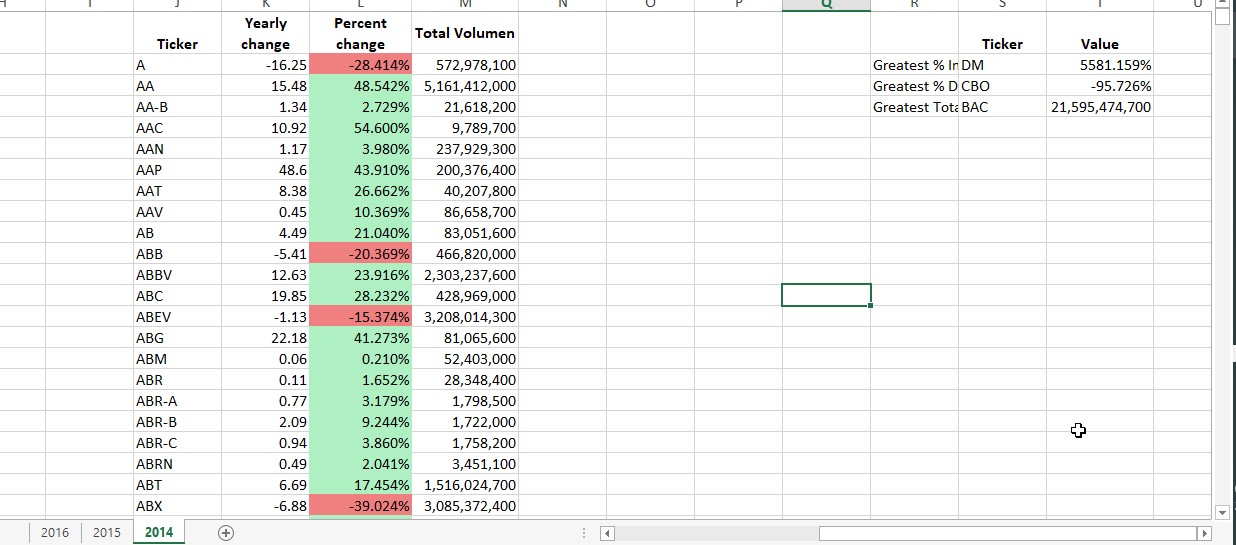 H I J K L M N O P Q R S T U
Yearly Percent
Ticker change change Total Volumen Ticker Value
A -16.25 -28.414% 572,978,100 Greatest % In DM 5581.159%
AA 15.48 48.542% 5,161,412,000 Greatest % D CBO -95.726%
AA-B 1.34 2.729% 21,618,200 Greatest Tota BAC 21,595,474,700
AAC 10.92 54.600% 9,789,700
AAN 1.17 3.980% 237,929,300
AAP 48.6 43.910% 200,376,400
AAT 8.38 26.662% 40,207,800
AAV 0.45 10.369% 86,658,700
AB 4.49 21.040% 83,051,600
ABB -5.41 -20.369% 466,820,000
ABBV 12.63 23.916% 2,303,237,600
ABC 19.85 28.232% 428,969,000
ABEV -1.13 -15.374% 3,208,014,300
ABG 22.18 41.273% 81,065,600
ABM 0.06 0.210% 52,403,000
ABR 0.11 1.652% 28,348,400
ABR-A 0.77 3.179% 1,798,500
ABR-B 2.09 9.244% 1,722,000
ABR-C 0.94 3.860% 1,758,200
ABRN 0.49 2.041% 3,451,100
ABT 6.69 17.454% 1,516,024,700
ABX -6.88 -39.024% 3,085,372,400
2016 2015 2014